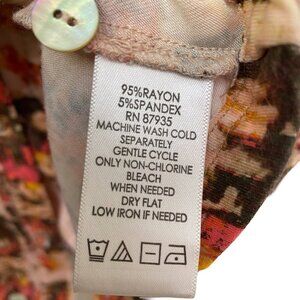 95%RAYON
5%SPANDEX
RN 87935
MACHINE WASH COLD
SEPARATELY
GENTLE CYCLE
ONLY NON-CHLORINE
BLEACH
WHEN NEEDED
DRY FLAT
LOW IRON IF NEEDED